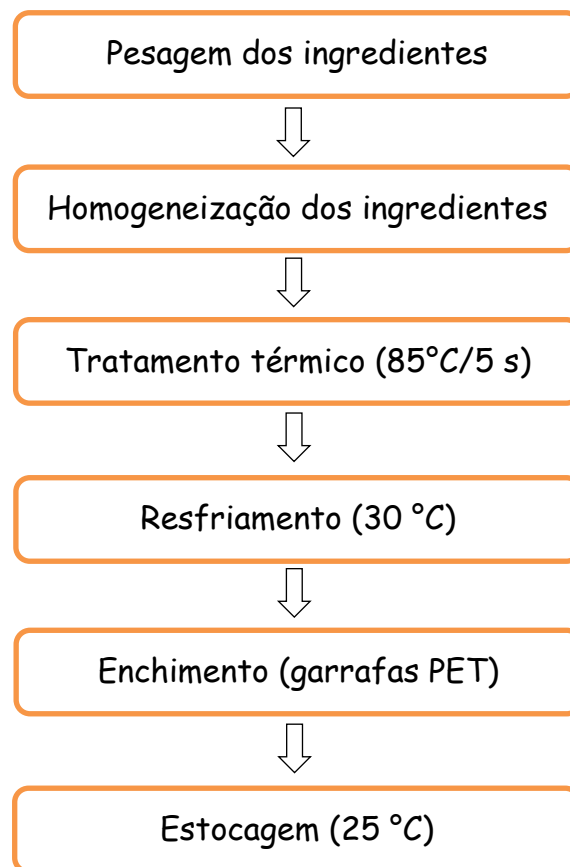 Pesagem dos ingredientes
Homogeneização dos ingredientes
Tratamento térmico (85°C/5 s)
Resfriamento (30 °C)
Enchimento (garrafas PET)
Estocagem (25 °C)